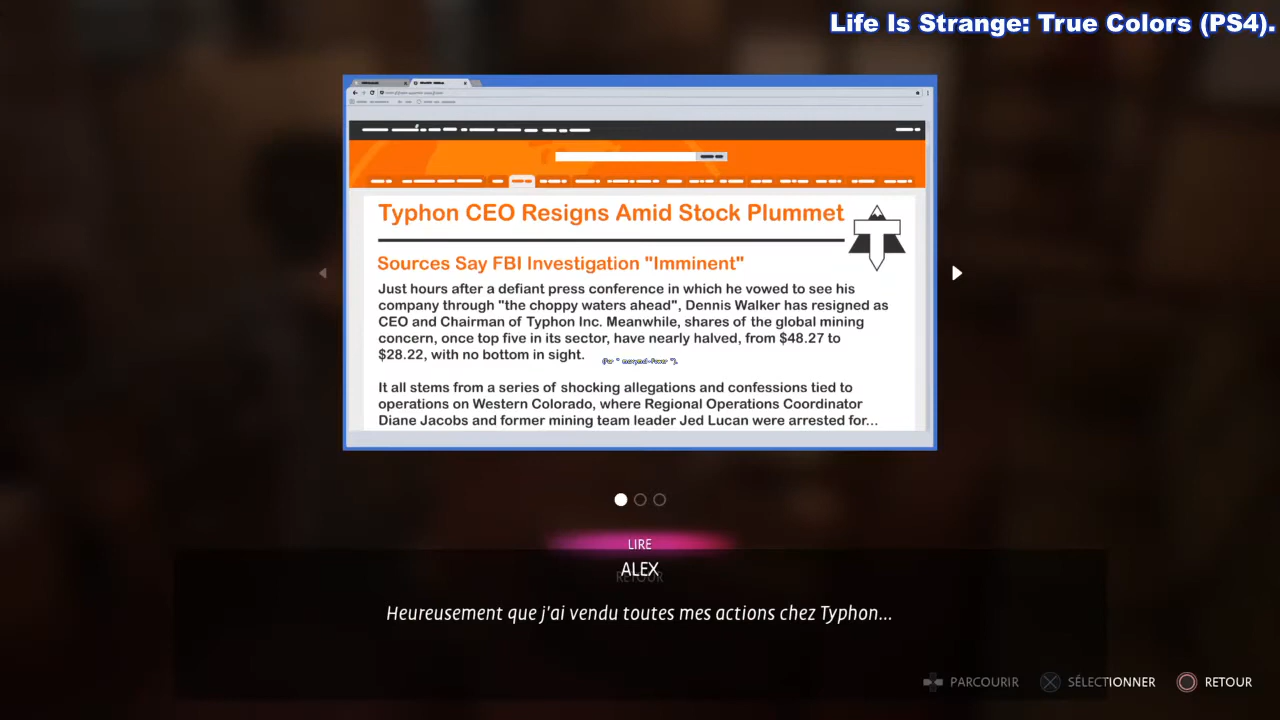 Life Is Strange: True Colors (PS4).
Typhon CEO Resigns Amid Stock Plummet
Sources Say FBI Investigation "Imminent"
Just hours after a defiant press conference in which he vowed to see his
company through "the choppy waters ahead", Dennis Walker has resigned as
CEO and Chairman of Typhon Inc. Meanwhile, shares of the global mining
concern, once top five in its sector, have nearly halved, from $48.27 to
$28.22, with no bottom in sight.
It all stems from a series of shocking allegations and confessions tied to
operations on Western Colorado, where Regional Operations Coordinator
Diane Jacobs and former mining team leader Jed Lucan were arrested for...
LIRE
ALEX
RETOUR
Heureusement que j'ai vendu toutes mes actions chez Typhon...
PARCOURIR SÉLECTIONNER RETOUR